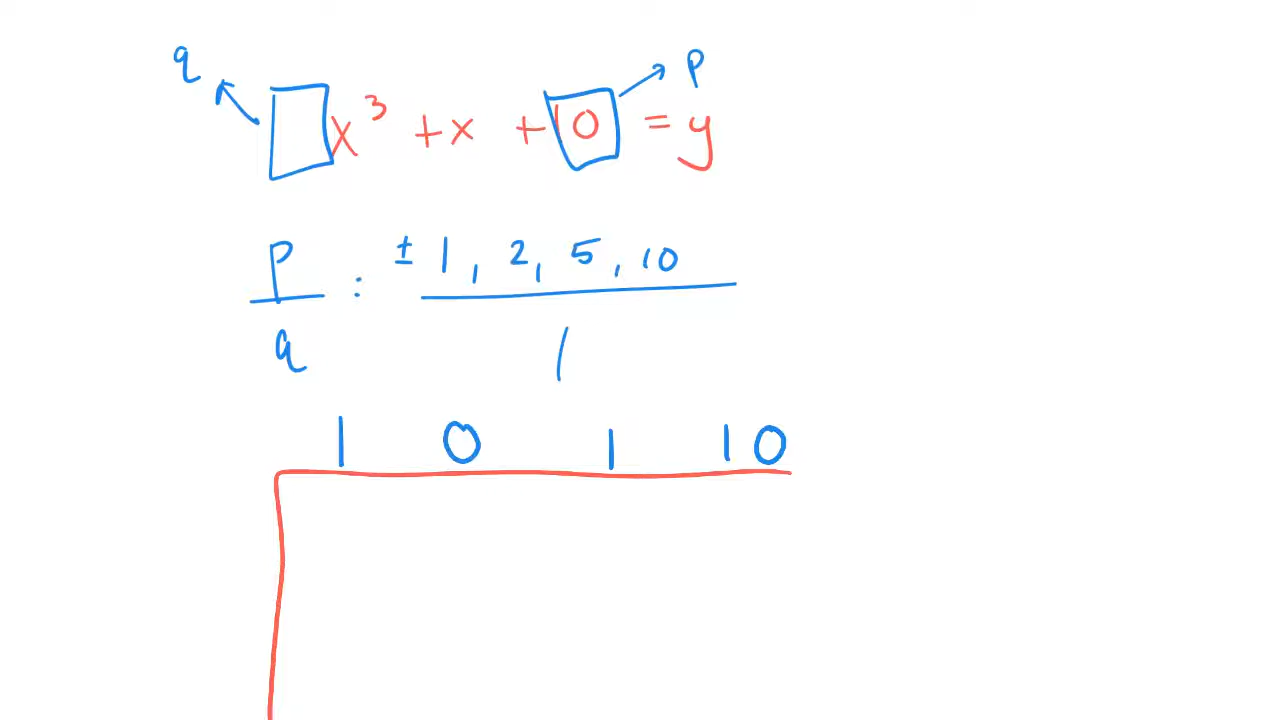 q p
x³ + x + 10 = y
p : ± 1, 2, 5, 10
q 1
1 0 1 10